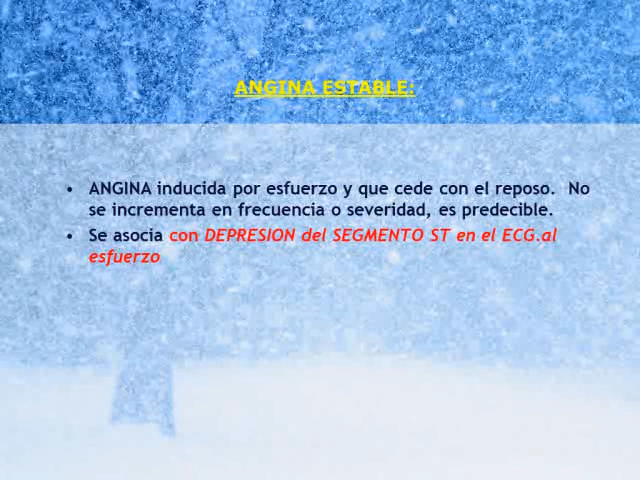 ANGINA ESTABLE:
• ANGINA inducida por esfuerzo y que cede con el reposo. No
se incrementa en frecuencia o severidad, es predecible.
• Se asocia con DEPRESION del SEGMENTO ST en el ECG.al
esfuerzo